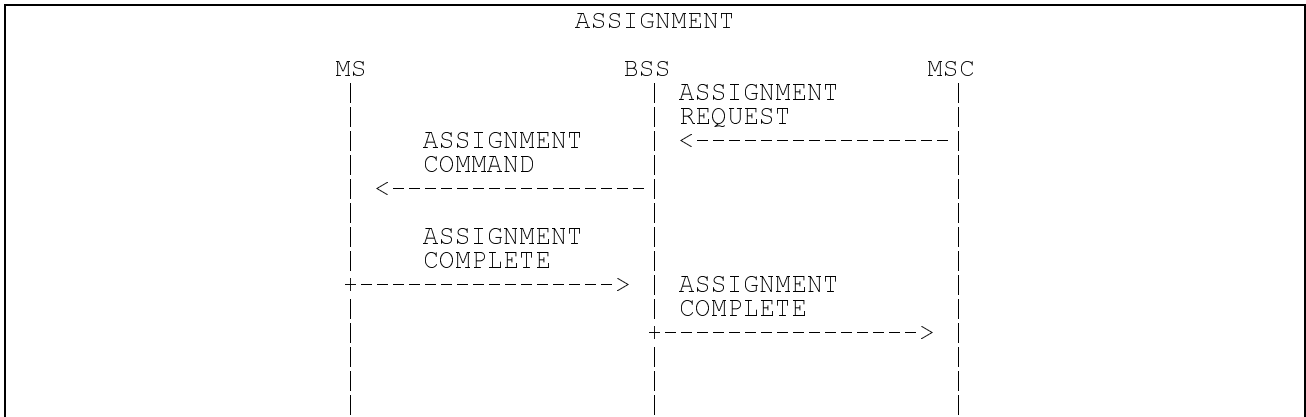 ASSIGNMENT
MS BSS MSC
ASSIGNMENT
REQUEST
ASSIGNMENT
COMMAND
ASSIGNMENT
COMPLETE
ASSIGNMENT
COMPLETE